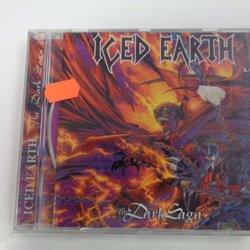 ICED EARTH
the Dark Saga
ICED EARTH The Dark Saga